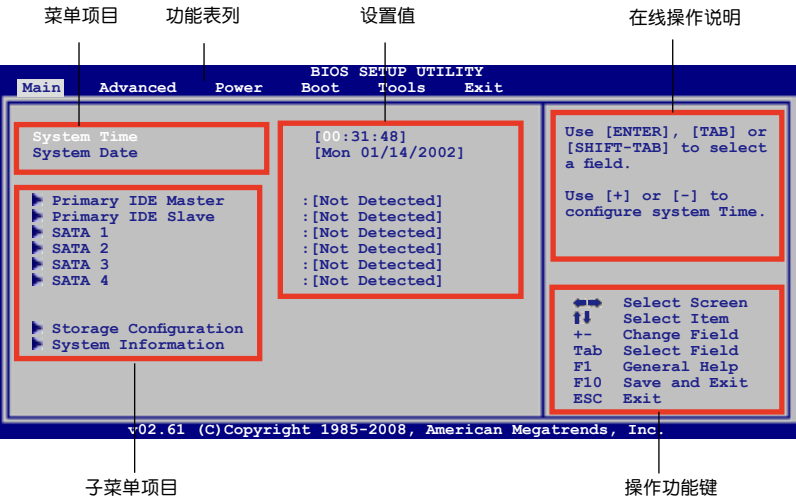 菜单项目 功能表列 设置值 在线操作说明
BIOS SETUP UTILITY
Main Advanced Power Boot Tools Exit
System Time [00:31:48]
System Date [Mon 01/14/2002]
Primary IDE Master :[Not Detected]
Primary IDE Slave :[Not Detected]
SATA 1 :[Not Detected]
SATA 2 :[Not Detected]
SATA 3 :[Not Detected]
SATA 4 :[Not Detected]
Storage Configuration
System Information
Use [ENTER], [TAB] or
[SHIFT-TAB] to select
a field.
Use [+] or [-] to
configure system Time.
Select Screen
Select Item
+- Change Field
Tab Select Field
F1 General Help
F10 Save and Exit
ESC Exit
v02.61 (C)Copyright 1985-2008, American Megatrends, Inc.
子菜单项目 操作功能键